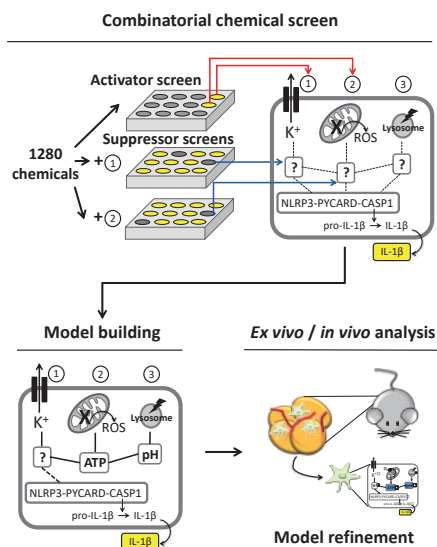 Combinatorial chemical screen
Activator screen
1280
chemicals
Suppressor screens
+ 1
+ 2
1 2 3
K+
X
ROS
Lysosome
? ? ?
NLRP3-PYCARD-CASP1
pro-IL-1β → IL-1β
IL-1β
Model building
1 2 3
K+
X
ROS
Lysosome
? ATP pH
NLRP3-PYCARD-CASP1
pro-IL-1β → IL-1β
IL-1β
Ex vivo / in vivo analysis
Model refinement